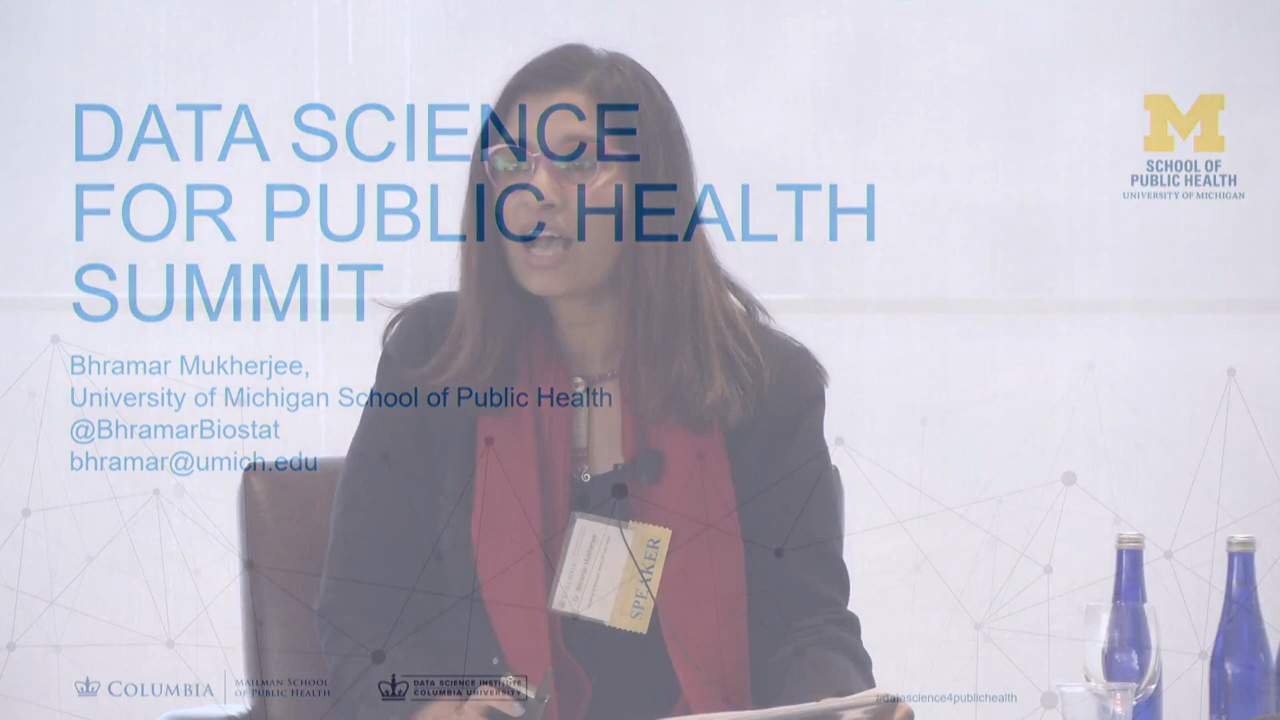 DATA SCIENCE
FOR PUBLIC HEALTH
SUMMIT
Bhramar Mukherjee,
University of Michigan School of Public Health
@BhramarBiostat
bhramar@umich.edu
M
SCHOOL OF
PUBLIC HEALTH
UNIVERSITY OF MICHIGAN
SPEAKER
COLUMBIA
MAILMAN SCHOOL
OF PUBLIC HEALTH
DATA SCIENCE INSTITUTE
COLUMBIA UNIVERSITY
#datascience4publichealth